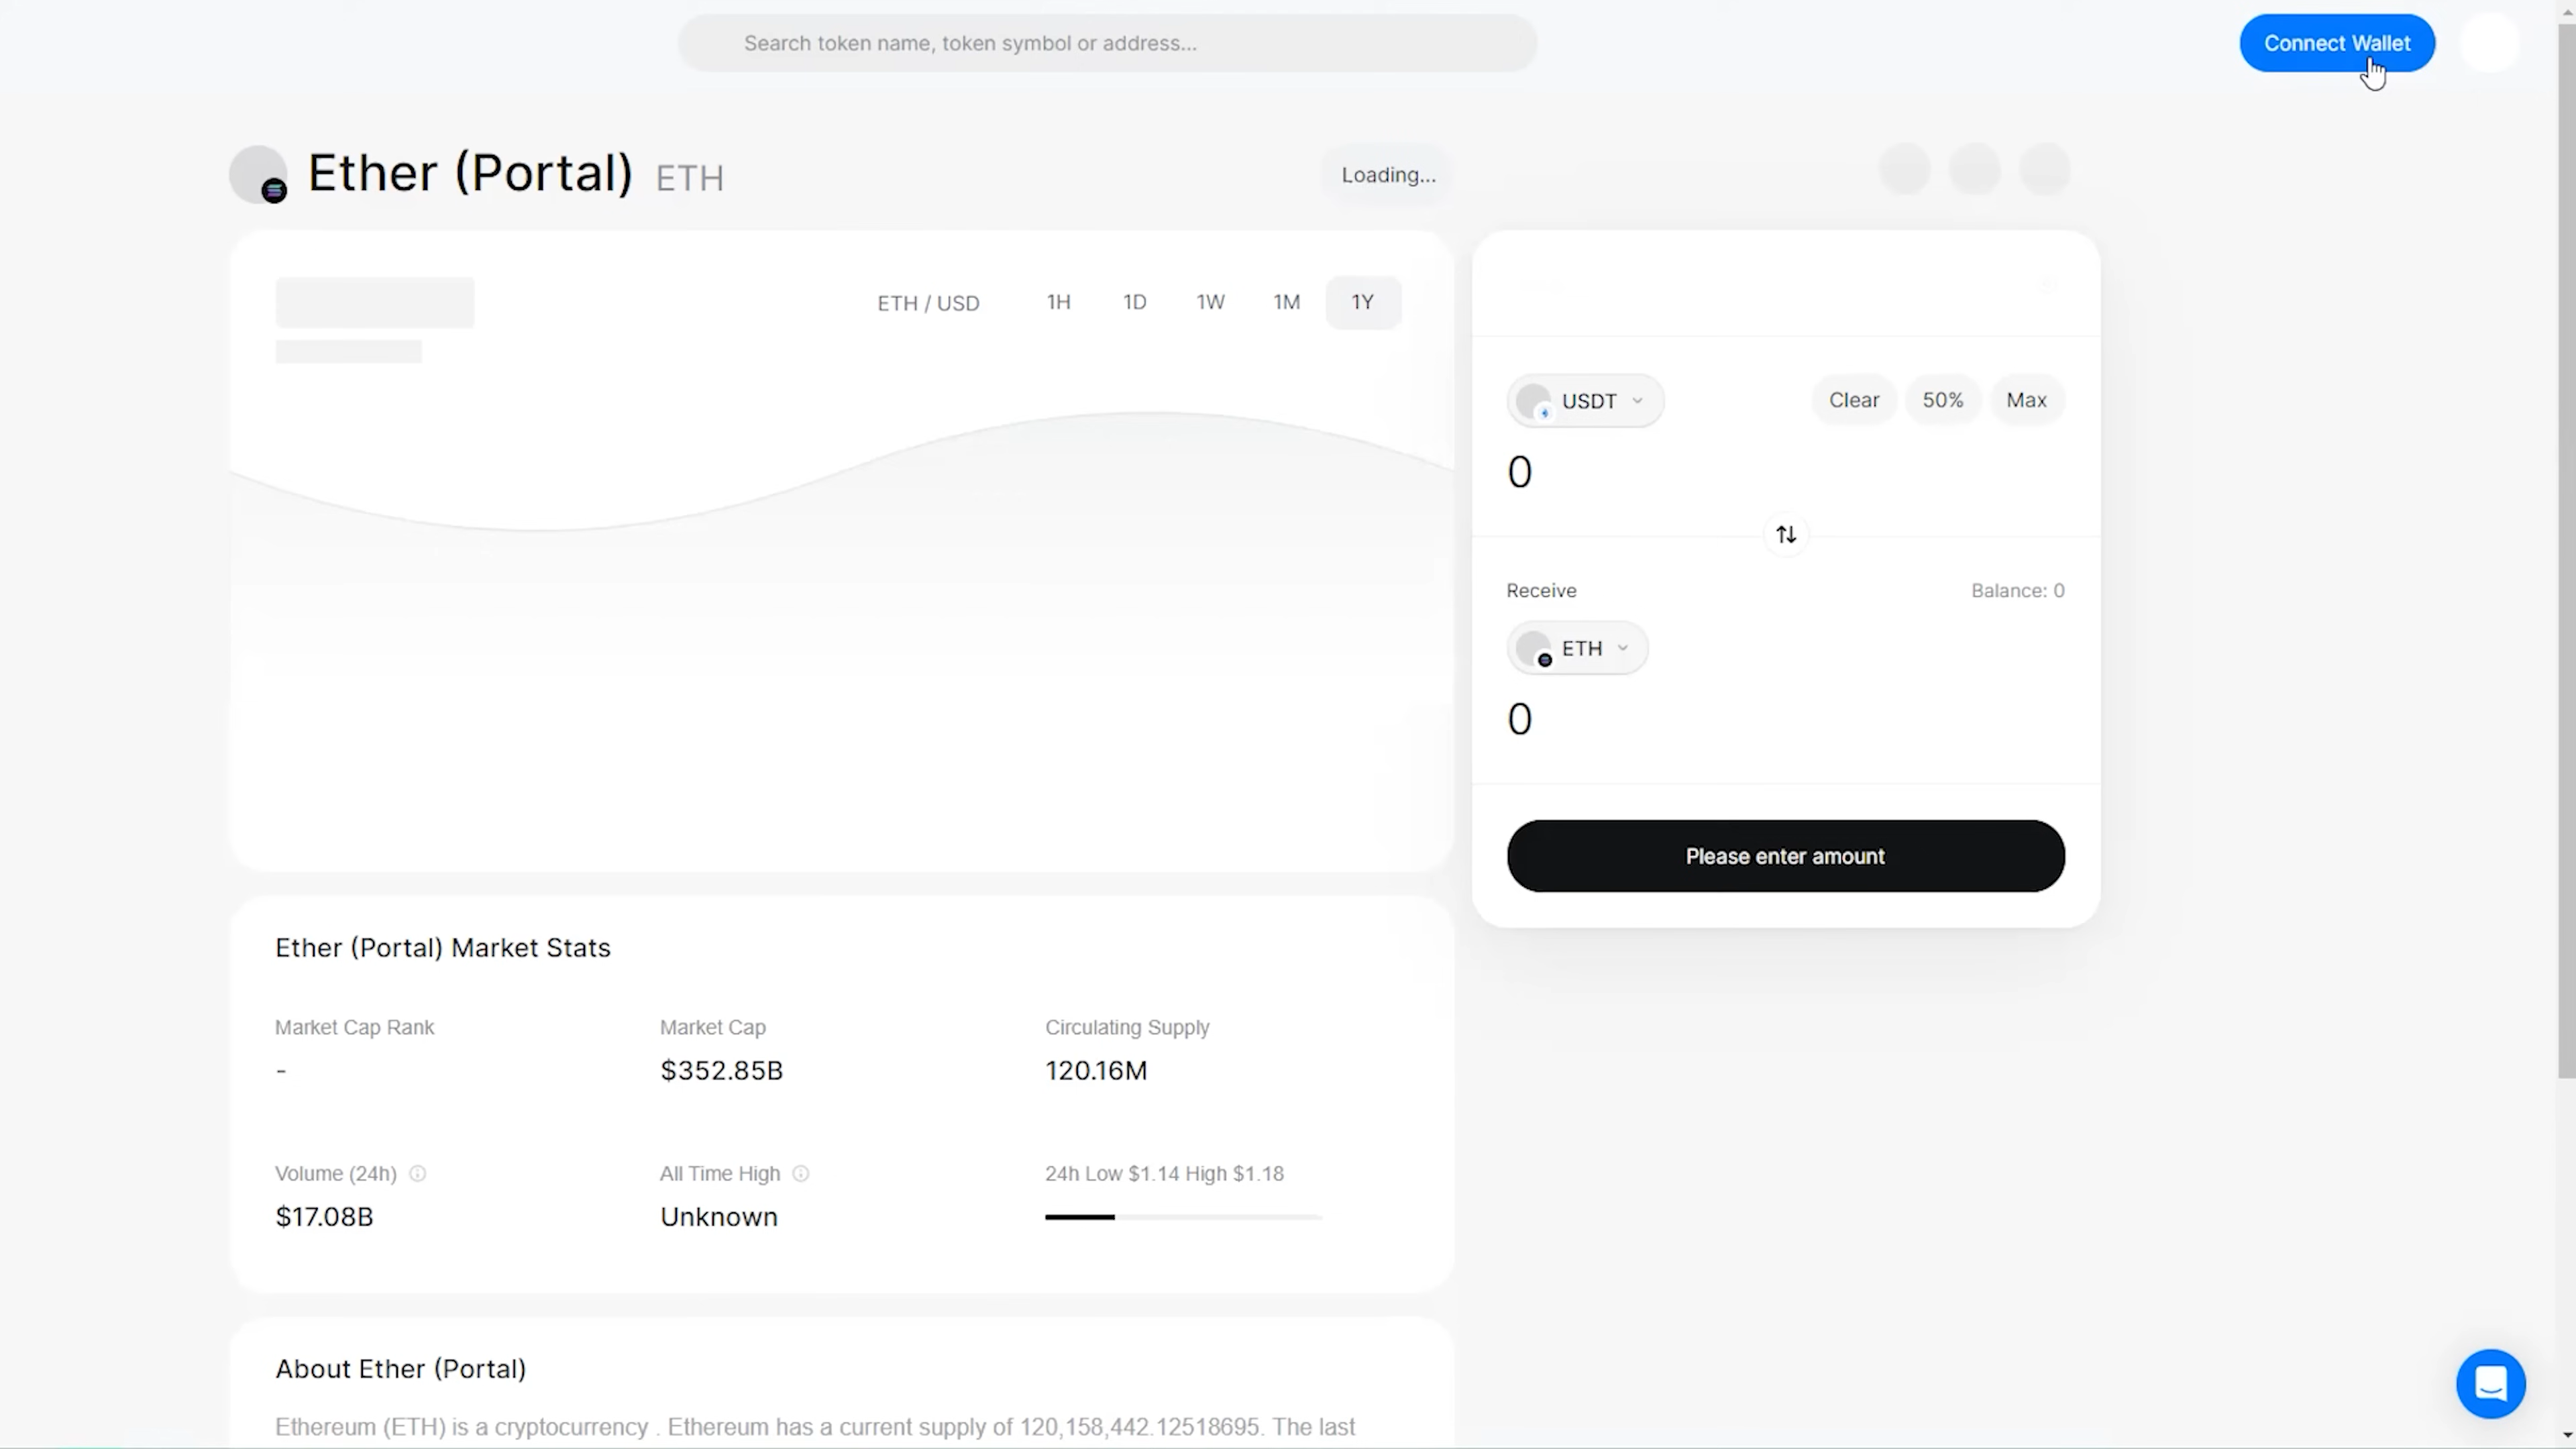 Search token name, token symbol or address...
Connect Wallet
Ether (Portal) ETH
Loading...
ETH / USD 1H 1D 1W 1M 1Y
USDT Clear 50% Max
0
Receive Balance: 0
ETH
0
Please enter amount
Ether (Portal) Market Stats
Market Cap Rank Market Cap Circulating Supply
- $352.85B 120.16M
Volume (24h) All Time High 24h Low $1.14 High $1.18
$17.08B Unknown
About Ether (Portal)
Ethereum (ETH) is a cryptocurrency . Ethereum has a current supply of 120,158,442.12518695. The last